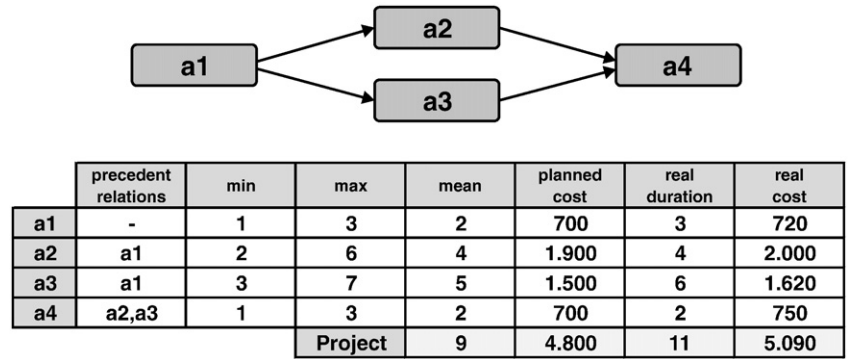 a2
a1
a4
a3
precedent relations min max mean planned cost real duration real cost
a1 - 1 3 2 700 3 720
a2 a1 2 6 4 1.900 4 2.000
a3 a1 3 7 5 1.500 6 1.620
a4 a2,a3 1 3 2 700 2 750
Project 9 4.800 11 5.090